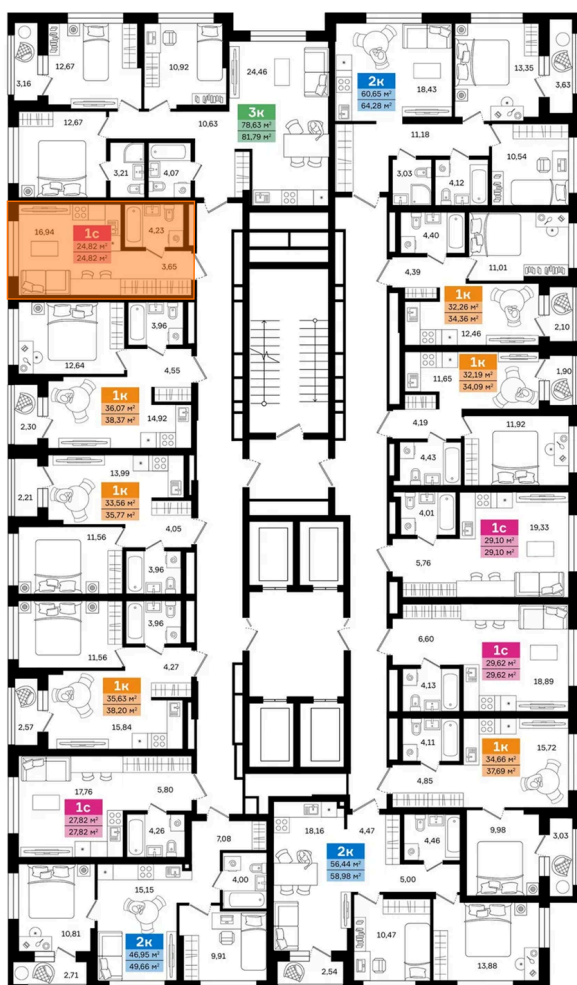 3,16
12,67
10,92
24,46
3к
78,63 м²
81,79 м²
2к
60,65 м²
64,28 м²
18,43
13,35
3,63
12,67
10,63
3,21
4,07
11,18
3,03
4,12
10,54
16,94
1с
24,82 м²
24,82 м²
4,23
3,65
4,40
4,39
11,01
1к
32,26 м²
34,36 м²
12,46
2,10
12,64
3,96
4,55
1к
36,07 м²
38,37 м²
14,92
2,30
11,65
1к
32,19 м²
34,09 м²
1,90
4,19
4,43
11,92
13,99
2,21
1к
33,56 м²
35,77 м²
4,05
11,56
3,96
4,01
1с
29,10 м²
29,10 м²
19,33
5,76
3,96
11,56
4,27
1к
35,63 м²
38,20 м²
2,57
15,84
6,60
1с
29,62 м²
29,62 м²
4,13
18,89
4,11
1к
34,66 м²
37,69 м²
15,72
4,85
17,76
5,80
1с
27,82 м²
27,82 м²
4,26
7,08
18,16
4,47
2к
56,44 м²
58,98 м²
4,46
5,00
9,98
3,03
4,00
15,15
10,81
2к
46,95 м²
49,66 м²
2,71
9,91
2,54
10,47
13,88